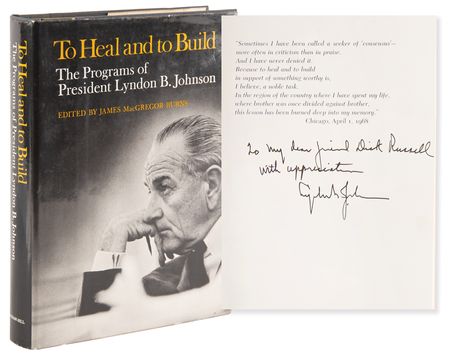 To Heal and to Build
The Programs of President Lyndon B. Johnson
To Heal and to Build
The Programs of
President Lyndon B. Johnson
EDITED BY JAMES MacGREGOR BURNS
"Sometimes I have been called a seeker of 'consensus'–
more often in criticism than in praise.
And I have never denied it.
Because to heal and to build
in support of something worthy is,
I believe, a noble task.
In the region of the country where I have spent my life,
where brother was once divided against brother,
this lesson has been burned deep into my memory."
Chicago, April 1, 1968
To my dear friend Dick Russell
with appreciation
Lyndon B. Johnson